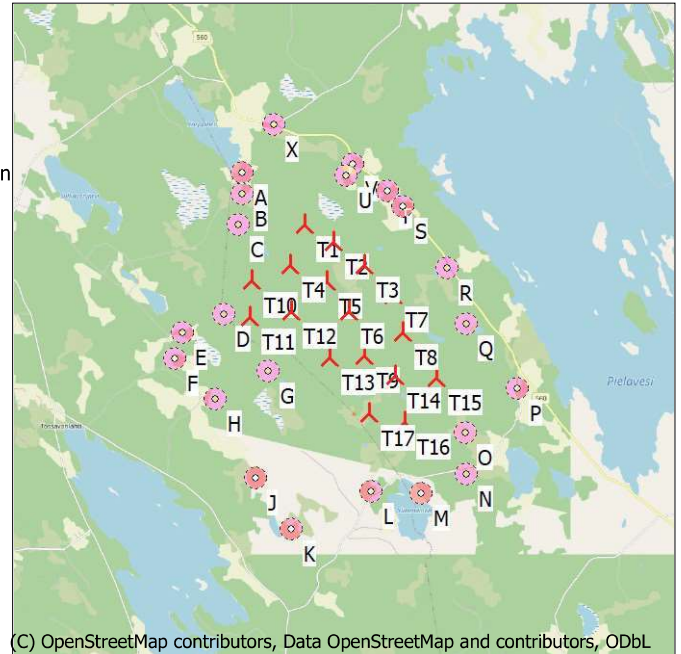 560
X
n
A
V
U
B
S
C
T1
T2
R
T4
T3
T10
T5
T7
D
T11
Q
T12
T6
T8
E
G
T13
T9
F
P
560
T14
T15
H
Pielavesi
T17
T16
O
N
J
L
M
K
(C) OpenStreetMap contributors, Data OpenStreetMap and contributors, ODbL